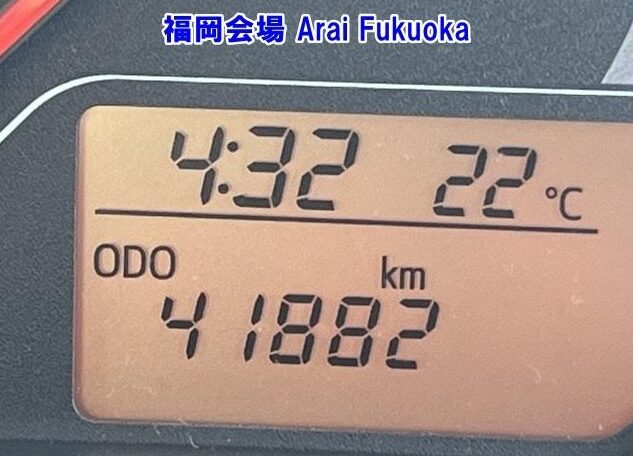 福岡会場 Arai Fukuoka
4:32 22 °C
ODO km
41882